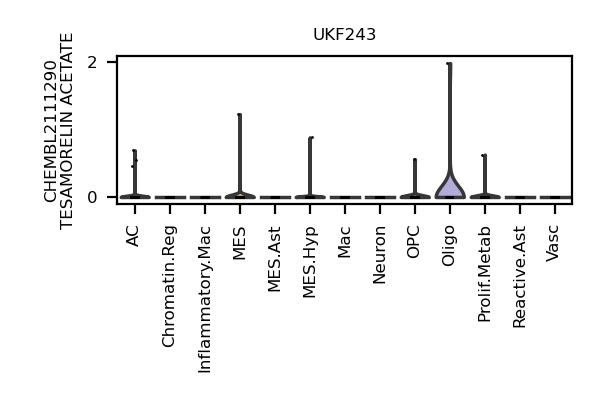 UKF243
CHEMBL2111290
TESAMORELIN ACETATE
2
0
AC
Chromatin.Reg
Inflammatory.Mac
MES
MES.Ast
MES.Hyp
Mac
Neuron
OPC
Oligo
Prolif.Metab
Reactive.Ast
Vasc